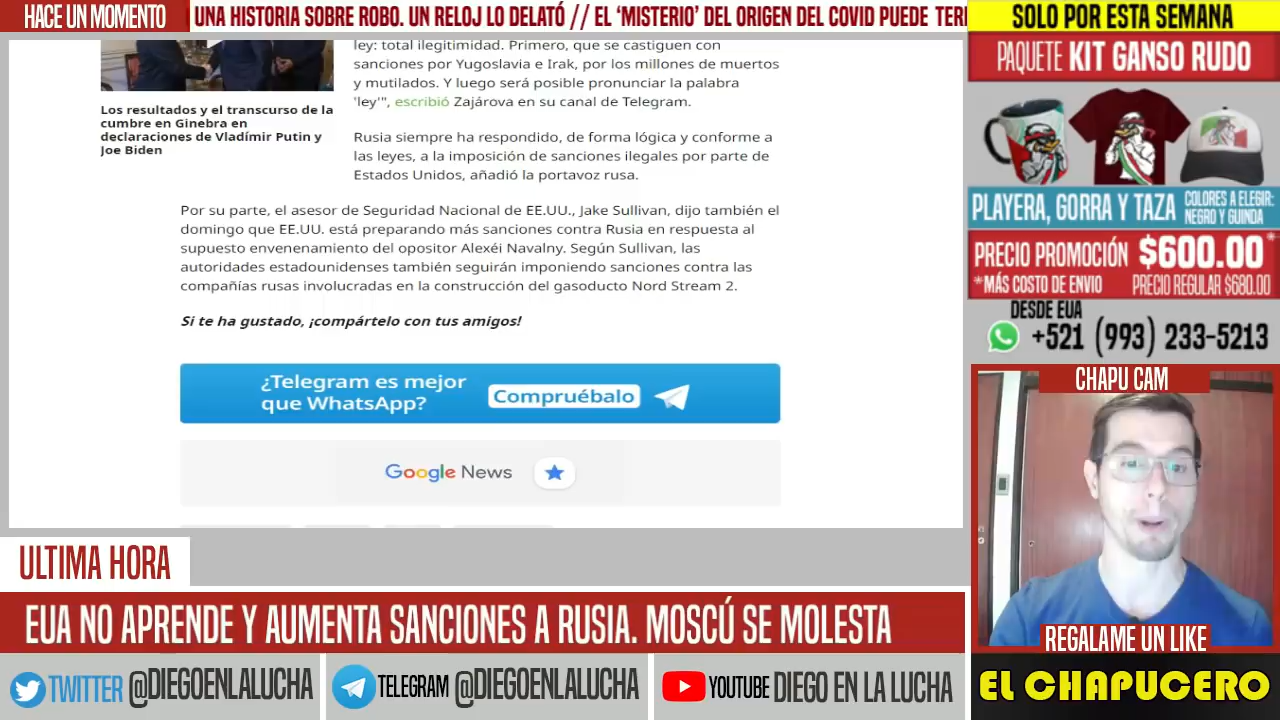 HACE UN MOMENTO
UNA HISTORIA SOBRE ROBO. UN RELOJ LO DELATÓ // EL ‘MISTERIO’ DEL ORIGEN DEL COVID PUEDE TERI
SOLO POR ESTA SEMANA
PAQUETE KIT GANSO RUDO
PLAYERA, GORRA Y TAZA
COLORES A ELEGIR:
NEGRO Y GUINDA
PRECIO PROMOCIÓN $600.00*
*MÁS COSTO DE ENVIO
PRECIO REGULAR $680.00
DESDE EUA
+521 (993) 233-5213
CHAPU CAM
REGALAME UN LIKE
EL CHAPUCERO
Los resultados y el transcurso de la
cumbre en Ginebra en
declaraciones de Vladímir Putin y
Joe Biden
ley: total ilegitimidad. Primero, que se castiguen con
sanciones por Yugoslavia e Irak, por los millones de muertos
y mutilados. Y luego será posible pronunciar la palabra
'ley'", escribió Zajárova en su canal de Telegram.
Rusia siempre ha respondido, de forma lógica y conforme a
las leyes, a la imposición de sanciones ilegales por parte de
Estados Unidos, añadió la portavoz rusa.
Por su parte, el asesor de Seguridad Nacional de EE.UU., Jake Sullivan, dijo también el
domingo que EE.UU. está preparando más sanciones contra Rusia en respuesta al
supuesto envenenamiento del opositor Alexéi Navalny. Según Sullivan, las
autoridades estadounidenses también seguirán imponiendo sanciones contra las
compañías rusas involucradas en la construcción del gasoducto Nord Stream 2.
Si te ha gustado, ¡compártelo con tus amigos!
¿Telegram es mejor
que WhatsApp?
Compruébalo
Google News
ULTIMA HORA
EUA NO APRENDE Y AUMENTA SANCIONES A RUSIA. MOSCÚ SE MOLESTA
TWITTER @DIEGOENLALUCHA
TELEGRAM @DIEGOENLALUCHA
YOUTUBE DIEGO EN LA LUCHA